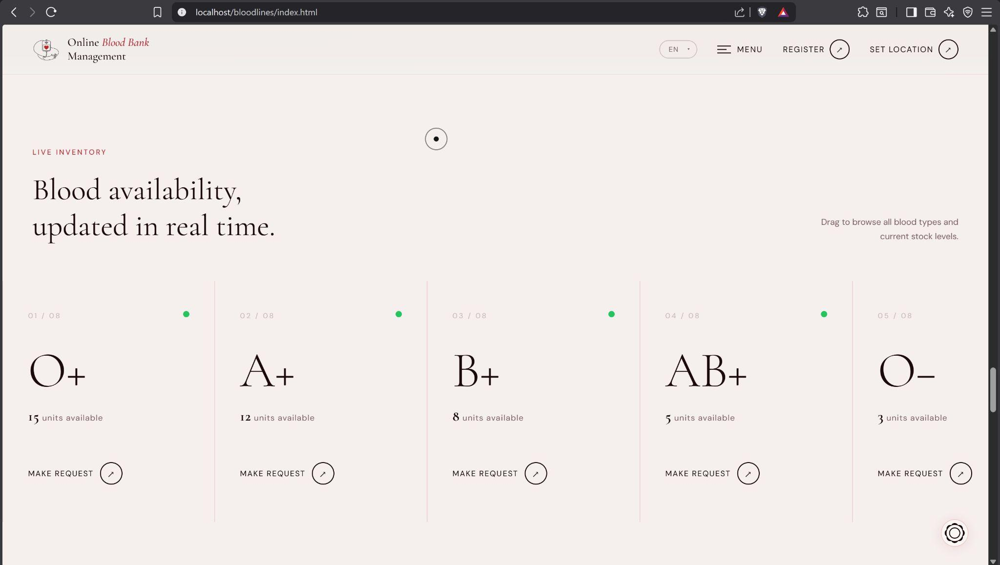 localhost/bloodlines/index.html
Online Blood Bank
Management
EN
MENU
REGISTER ↗
SET LOCATION ↗
LIVE INVENTORY
Blood availability,
updated in real time.
Drag to browse all blood types and
current stock levels.
01 / 08
O+
15 units available
MAKE REQUEST ↗
02 / 08
A+
12 units available
MAKE REQUEST ↗
03 / 08
B+
8 units available
MAKE REQUEST ↗
04 / 08
AB+
5 units available
MAKE REQUEST ↗
05 / 08
O−
3 units available
MAKE REQUEST ↗